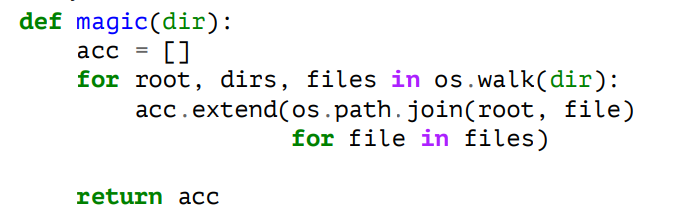 def magic(dir):
    acc = []
    for root, dirs, files in os.walk(dir):
        acc.extend(os.path.join(root, file)
                   for file in files)

    return acc